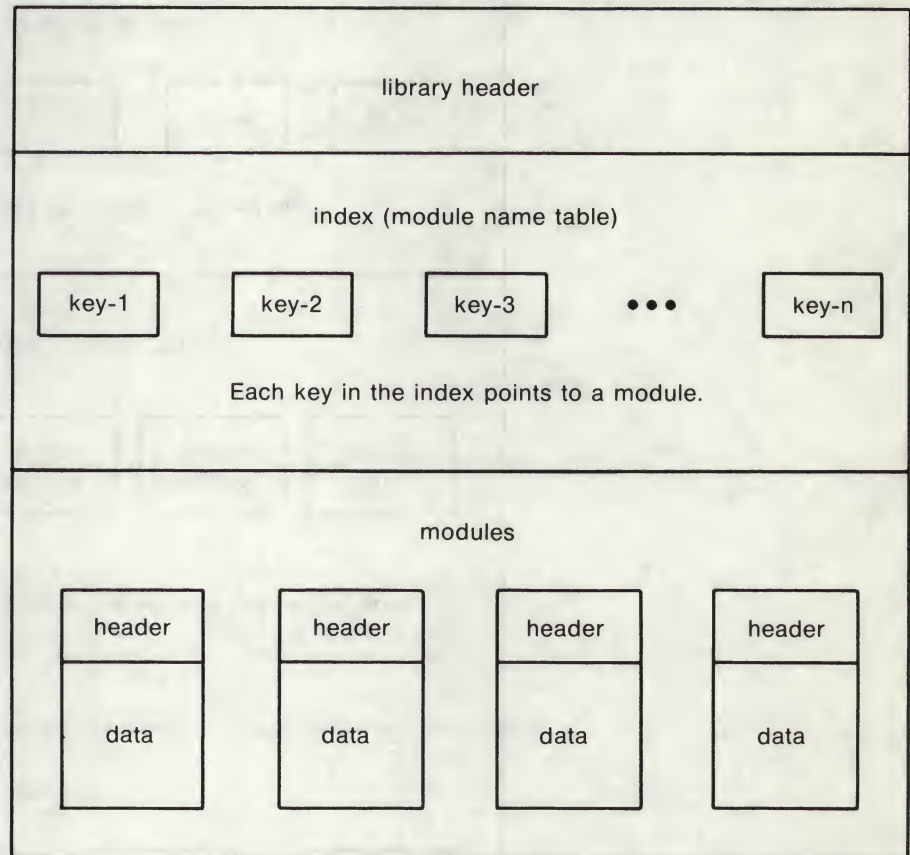 library header
index (module name table)
key-1 key-2 key-3 ••• key-n
Each key in the index points to a module.
modules
header header header header
data data data data